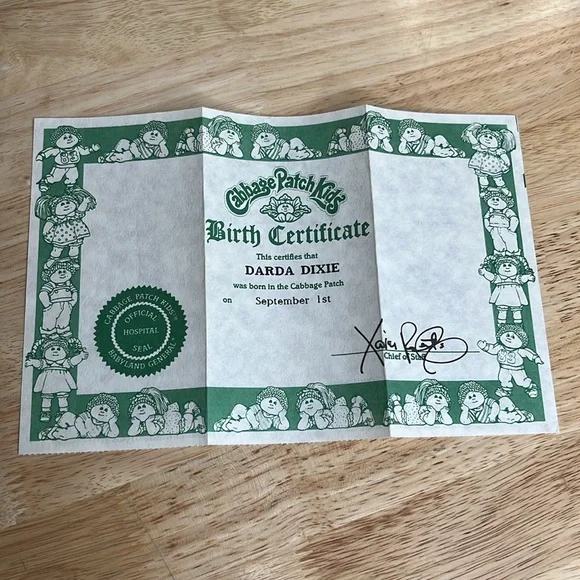 Cabbage Patch Kids®
Birth Certificate
This certifies that
DARDA DIXIE
was born in the Cabbage Patch
on September 1st
CABBAGE PATCH KIDS®
OFFICIAL
HOSPITAL
SEAL
BABYLAND GENERAL®
Chief of Staff